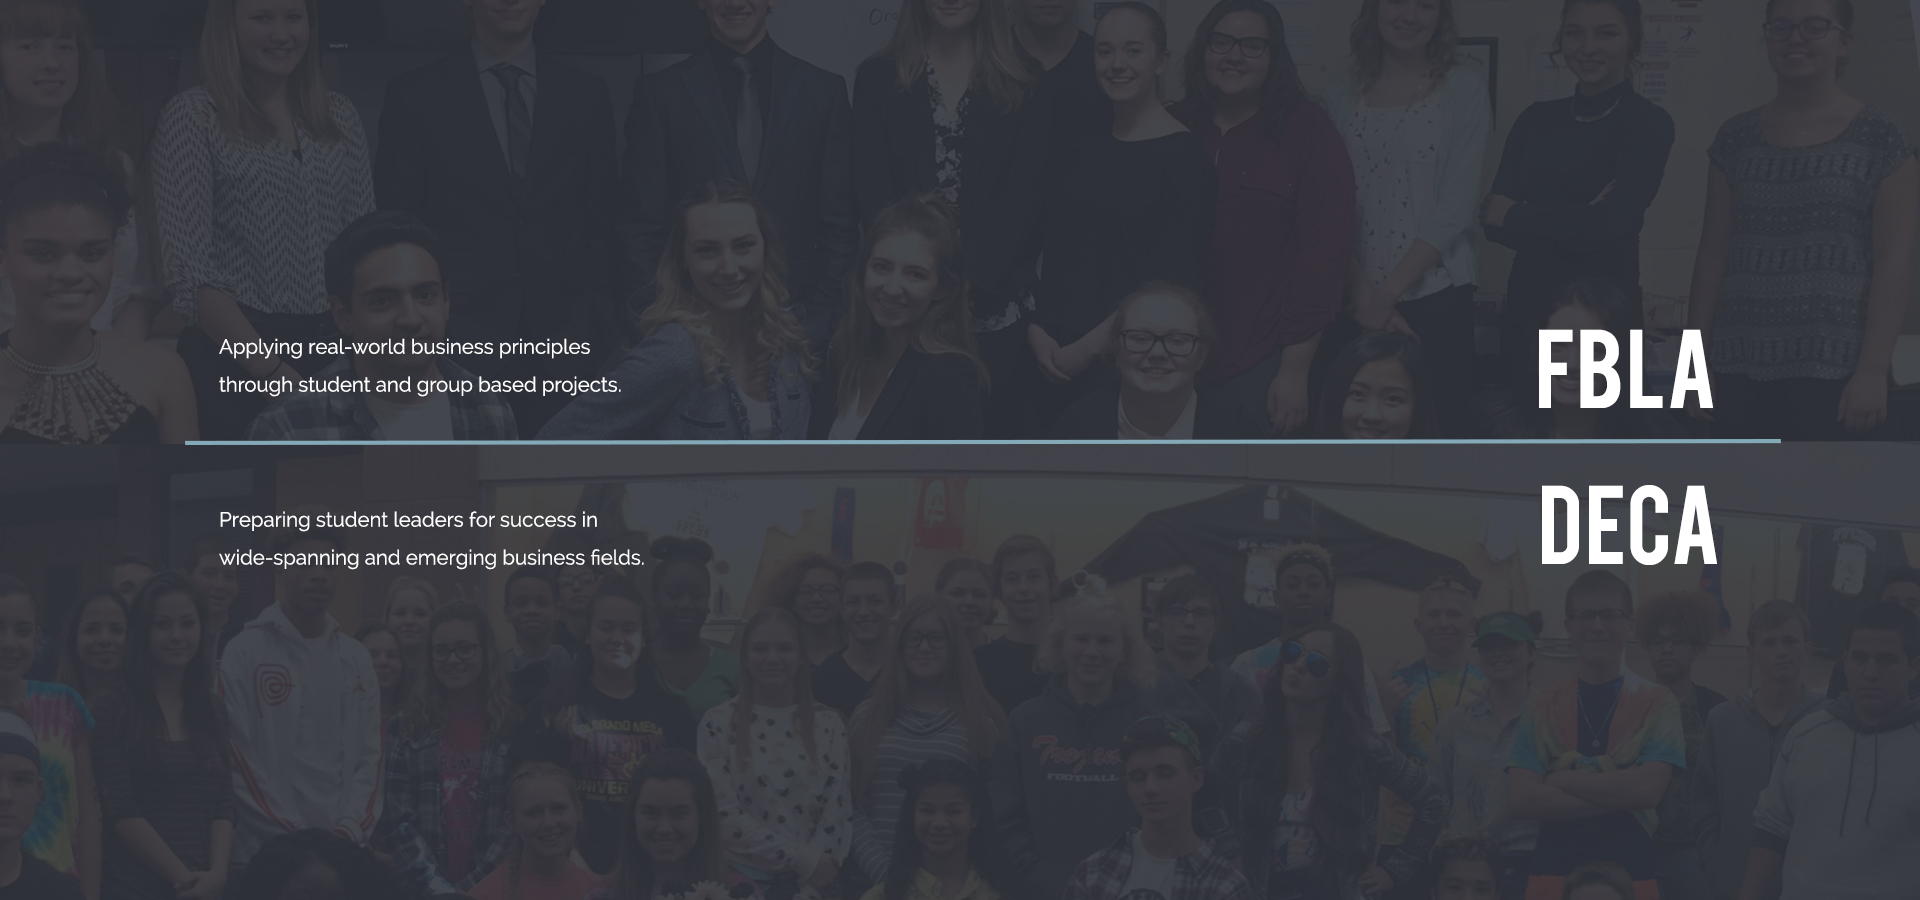 Applying real-world business principles
through student and group based projects.
FBLA
Preparing student leaders for success in
wide-spanning and emerging business fields.
DECA
FOOTBALL